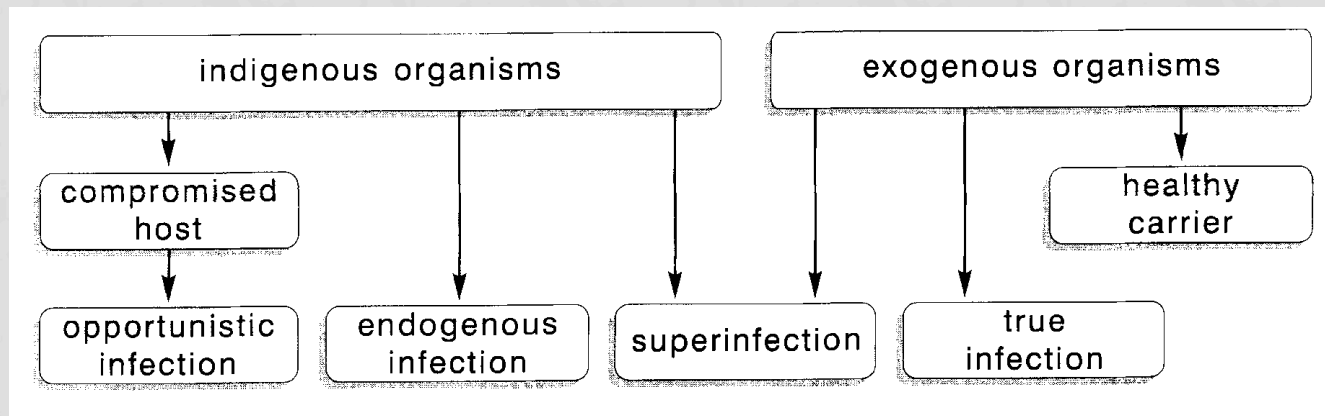 indigenous organisms
exogenous organisms
compromised
host
healthy
carrier
opportunistic
infection
endogenous
infection
superinfection
true
infection